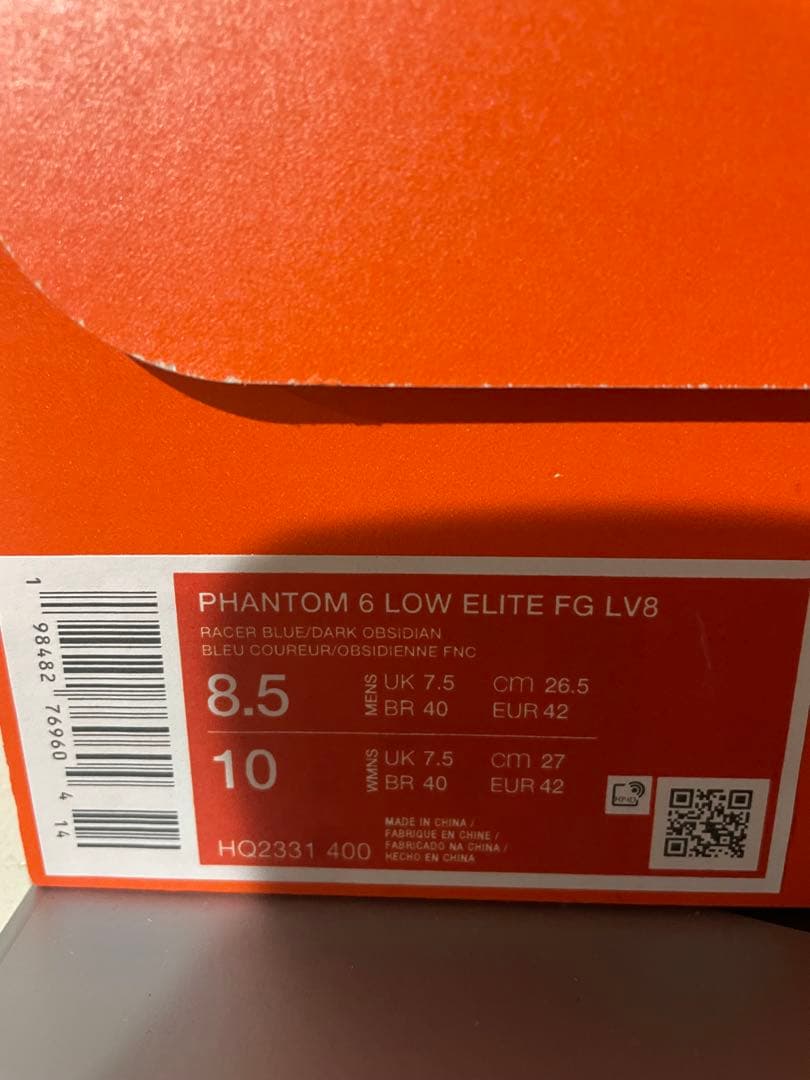 PHANTOM 6 LOW ELITE FG LV8
RACER BLUE/DARK OBSIDIAN
BLEU COUREUR/OBSIDIENNE FNC
8.5 MENS UK 7.5 cm 26.5
BR 40 EUR 42
10 WMNS UK 7.5 cm 27
BR 40 EUR 42
HQ2331 400
MADE IN CHINA /
FABRIQUE EN CHINE /
FABRICADO NA CHINA /
HECHO EN CHINA
1 98482 76960 4 14